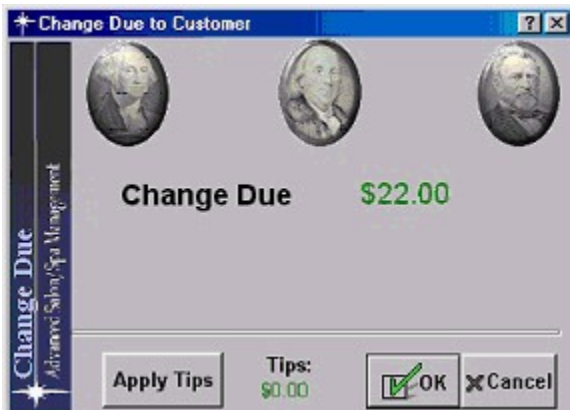 Change Due to Customer
Change Due
Advanced Salon/Spa Management
Change Due
$22.00
Apply Tips
Tips:
$0.00
OK
Cancel